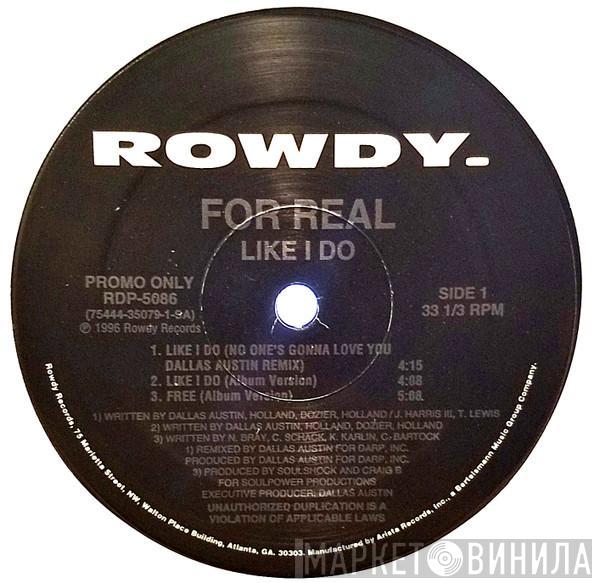 ROWDY.
FOR REAL
LIKE I DO
PROMO ONLY
RDP-5086
(75444-35079-1-SA)
℗ 1996 Rowdy Records
SIDE 1
33 1/3 RPM
1. LIKE I DO (NO ONE'S GONNA LOVE YOU
DALLAS AUSTIN REMIX) 4:15
2. LIKE I DO (Album Version) 4:08
3. FREE (Album Version) 5:08
1) WRITTEN BY DALLAS AUSTIN, HOLLAND, DOZIER, HOLLAND / J. HARRIS III, T. LEWIS
2) WRITTEN BY DALLAS AUSTIN, HOLLAND, DOZIER, HOLLAND
3) WRITTEN BY N. BRAY, C. SCHACK, K. KARLIN, C. BARTOCK
1) REMIXED BY DALLAS AUSTIN FOR DARP, INC.
PRODUCED BY DALLAS AUSTIN FOR DARP, INC.
3) PRODUCED BY SOULSHOCK AND CRAIG B
FOR SOULPOWER PRODUCTIONS
EXECUTIVE PRODUCER: DALLAS AUSTIN
UNAUTHORIZED DUPLICATION IS A
VIOLATION OF APPLICABLE LAWS
Rowdy Records, 75 Marietta Street, NW, Walton Place Building, Atlanta, GA. 30303. Manufactured by Arista Records, Inc., a Bertelsmann Music Group Company.
МАРКЕТ ВИНИЛА